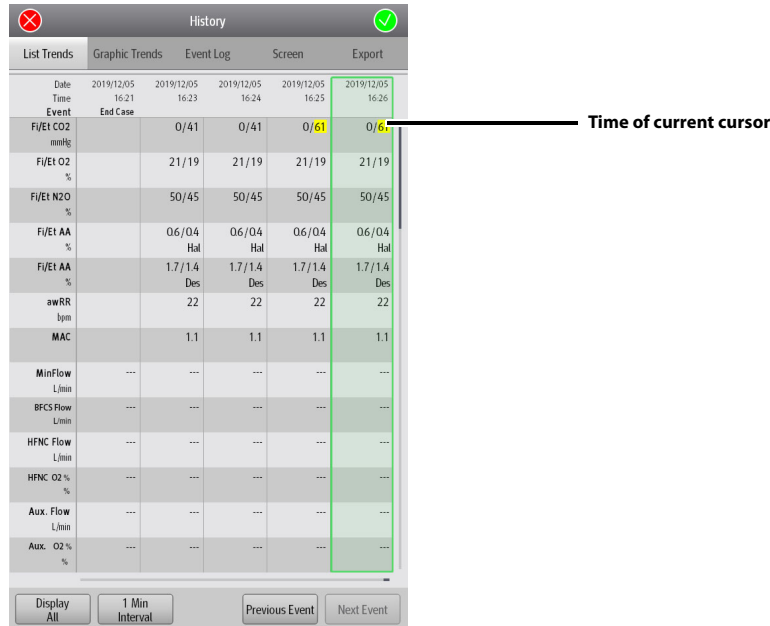 History
List Trends Graphic Trends Event Log Screen Export
Date 2019/12/05 2019/12/05 2019/12/05 2019/12/05 2019/12/05
Time 16:21 16:23 16:24 16:25 16:26
Event End Case
Fi/Et CO2 0/41 0/41 0/61 0/61 Time of current cursor
mmHg
Fi/Et O2 21/19 21/19 21/19 21/19
%
Fi/Et N2O 50/45 50/45 50/45 50/45
%
Fi/Et AA 0.6/0.4 0.6/0.4 0.6/0.4 0.6/0.4
% Hal Hal Hal Hal
Fi/Et AA 1.7/1.4 1.7/1.4 1.7/1.4 1.7/1.4
% Des Des Des Des
awRR 22 22 22 22
bpm
MAC 1.1 1.1 1.1 1.1
MinFlow --- --- --- --- ---
L/min
BFCS Flow --- --- --- --- ---
L/min
HFNC Flow --- --- --- --- ---
L/min
HFNC O2 % --- --- --- --- ---
%
Aux. Flow --- --- --- --- ---
L/min
Aux. O2 % --- --- --- --- ---
%
Display 1 Min Previous Event Next Event
All Interval